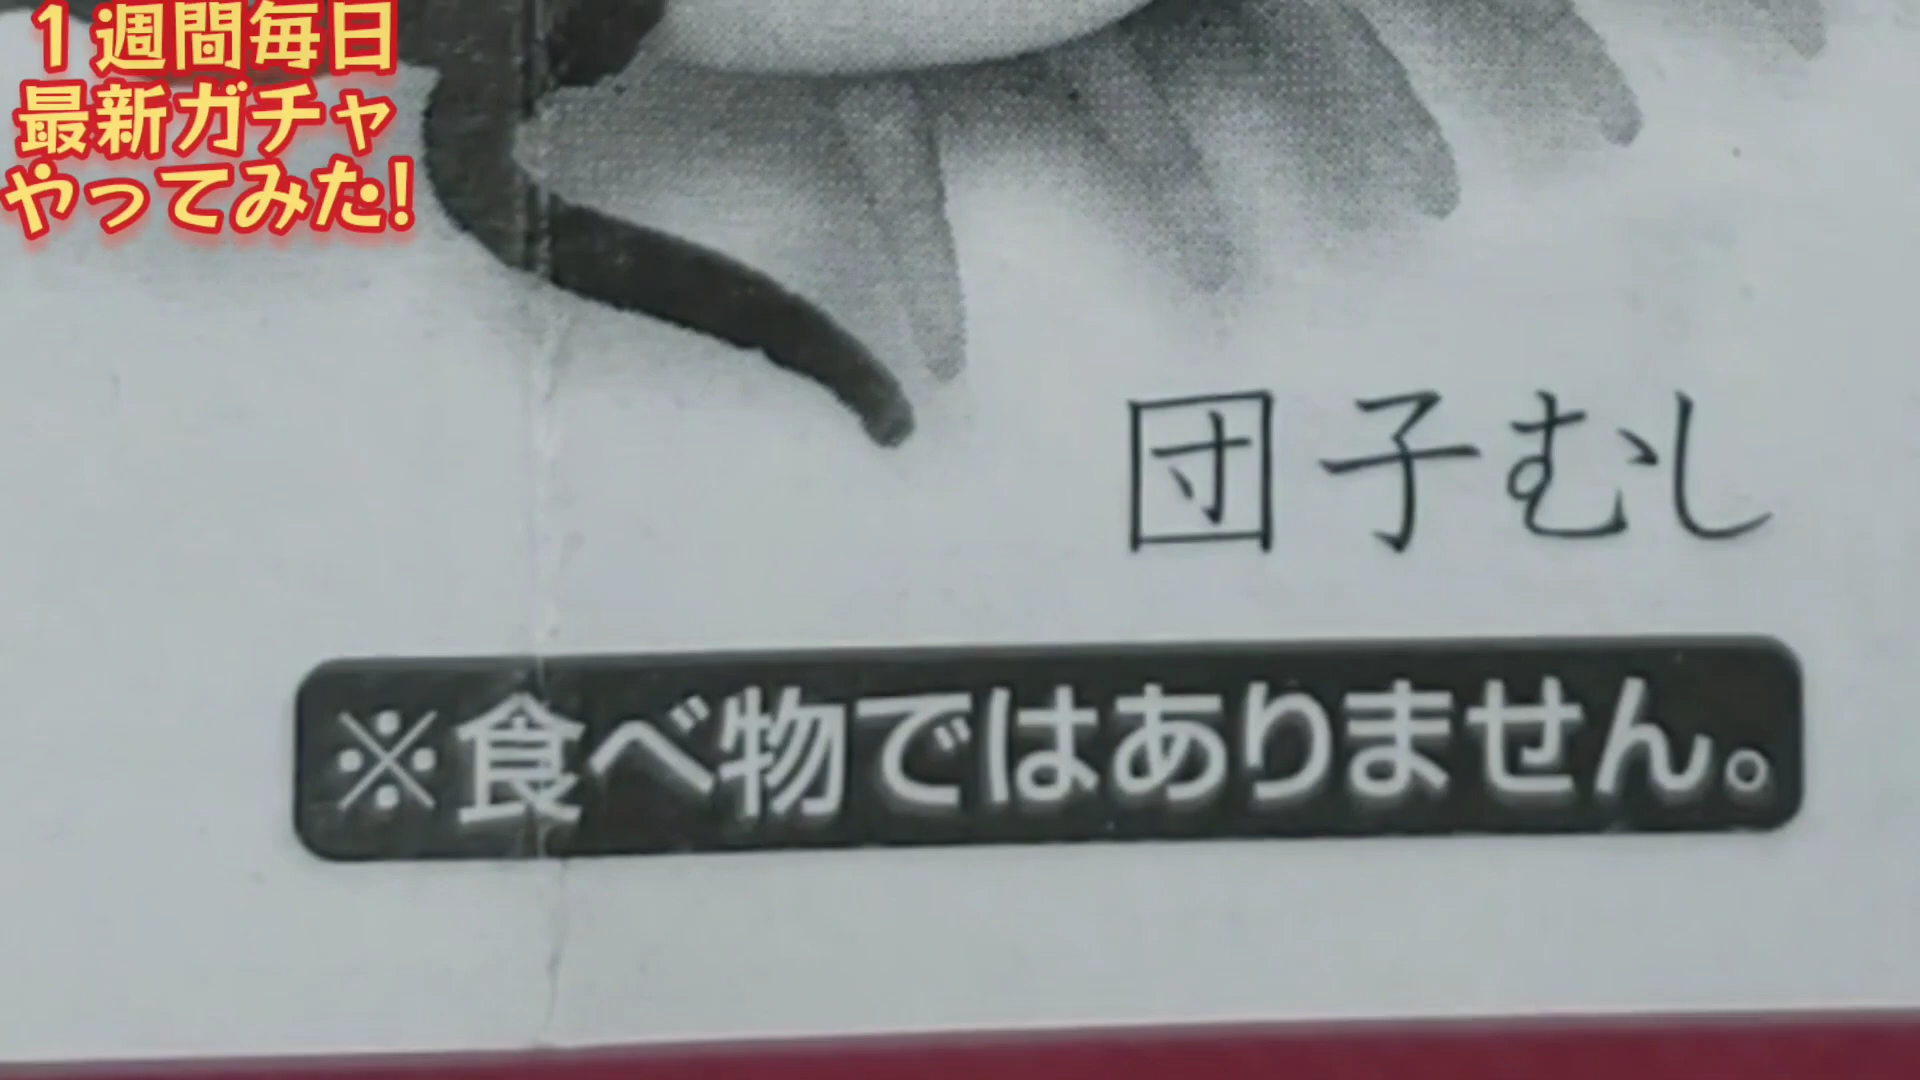 1週間毎日
最新ガチャ
やってみた!
団子むし
※食べ物ではありません。